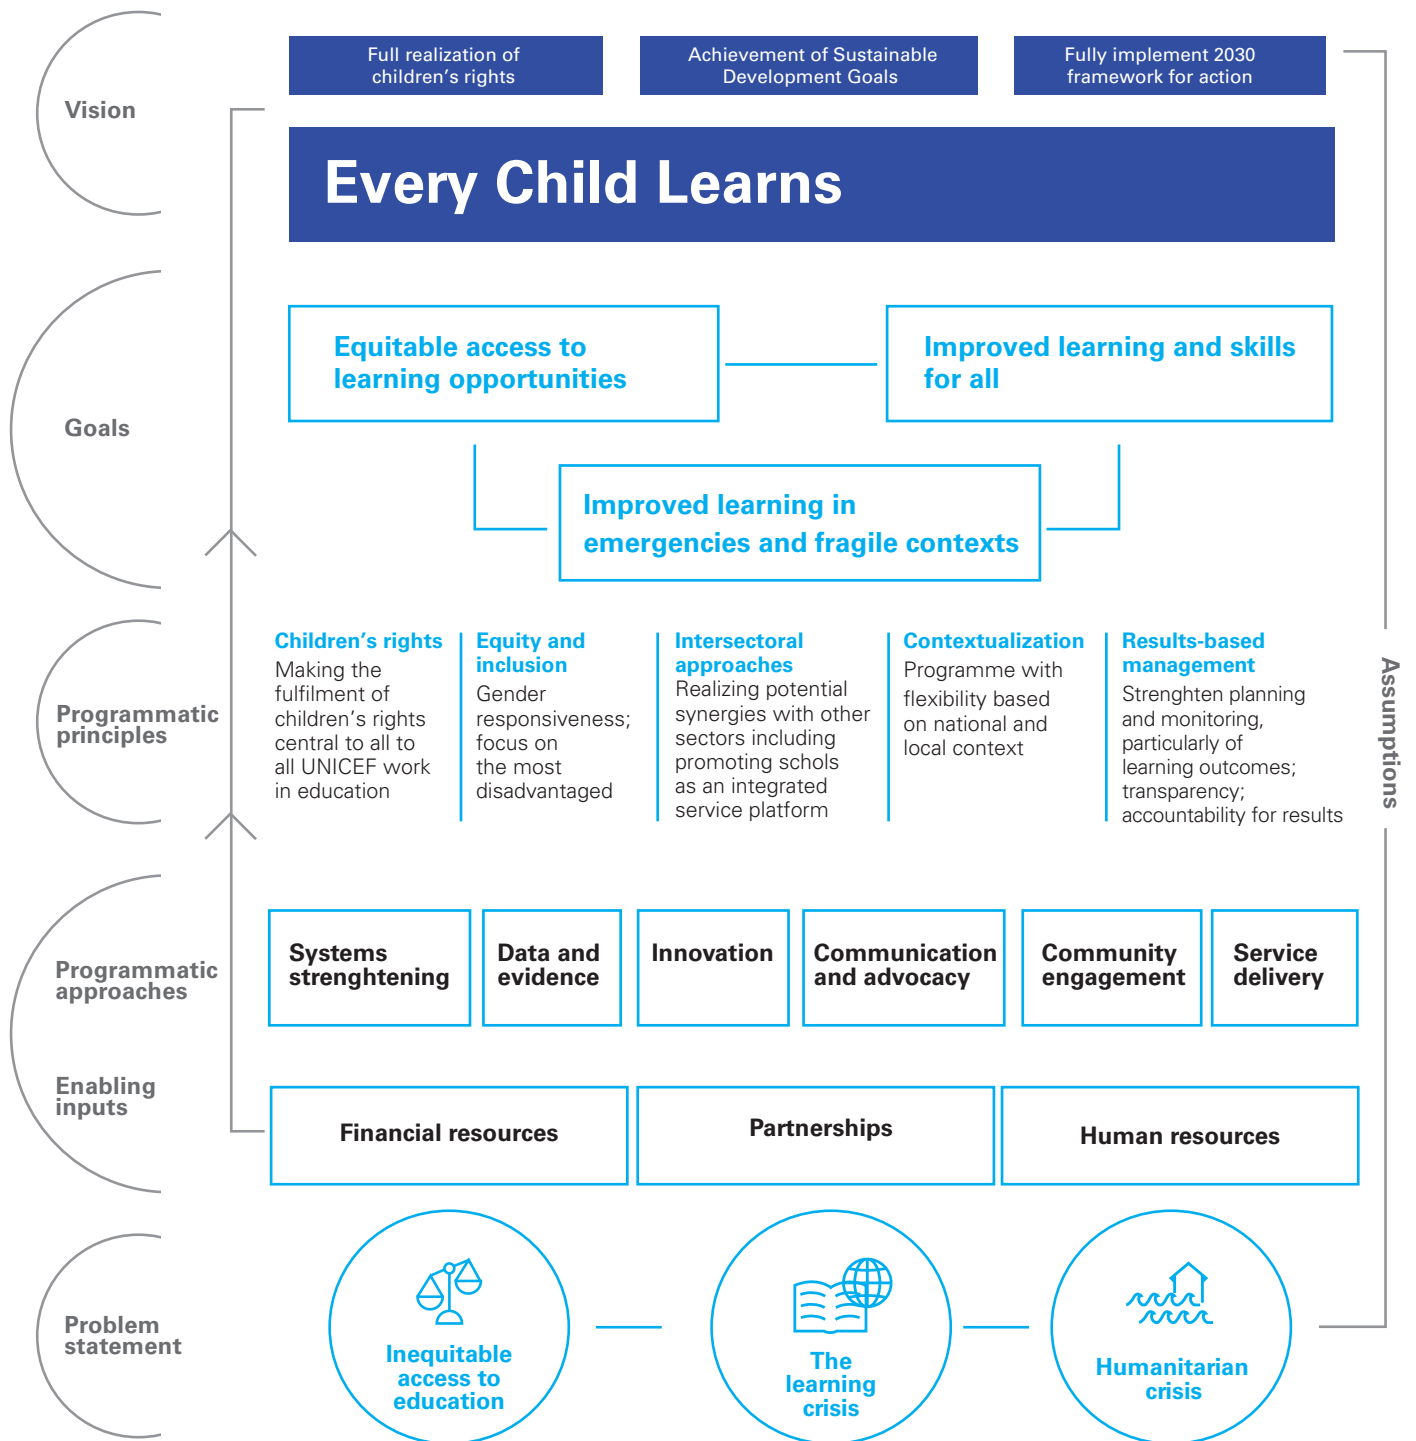 Vision
Full realization of
children's rights
Achievement of Sustainable
Development Goals
Fully implement 2030
framework for action
Every Child Learns
Goals
Equitable access to
learning opportunities
Improved learning and skills
for all
Improved learning in
emergencies and fragile contexts
Programmatic
principles
Children's rights
Making the
fulfilment of
children's rights
central to all to
all UNICEF work
in education
Equity and
inclusion
Gender
responsiveness;
focus on
the most
disadvantaged
Intersectoral
approaches
Realizing potential
synergies with other
sectors including
promoting schols
as an integrated
service platform
Contextualization
Programme with
flexibility based
on national and
local context
Results-based
management
Strenghten planning
and monitoring,
particularly of
learning outcomes;
transparency;
accountability for results
Assumptions
Programmatic
approaches
Systems
strenghtening
Data and
evidence
Innovation
Communication
and advocacy
Community
engagement
Service
delivery
Enabling
inputs
Financial resources
Partnerships
Human resources
Problem
statement
Inequitable
access to
education
The
learning
crisis
Humanitarian
crisis